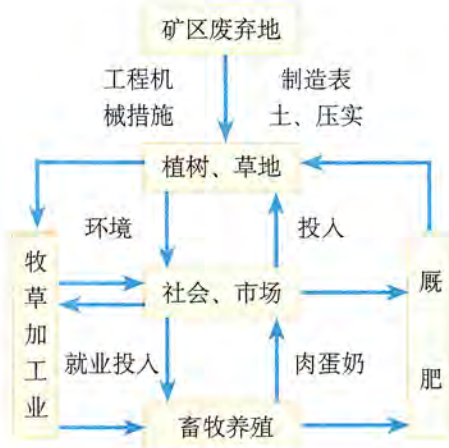 矿区废弃地
工程机
械措施
制造表
土、压实
植树、草地
环境
投入
牧草加工业
社会、市场
厩肥
就业投入
肉蛋奶
畜牧养殖